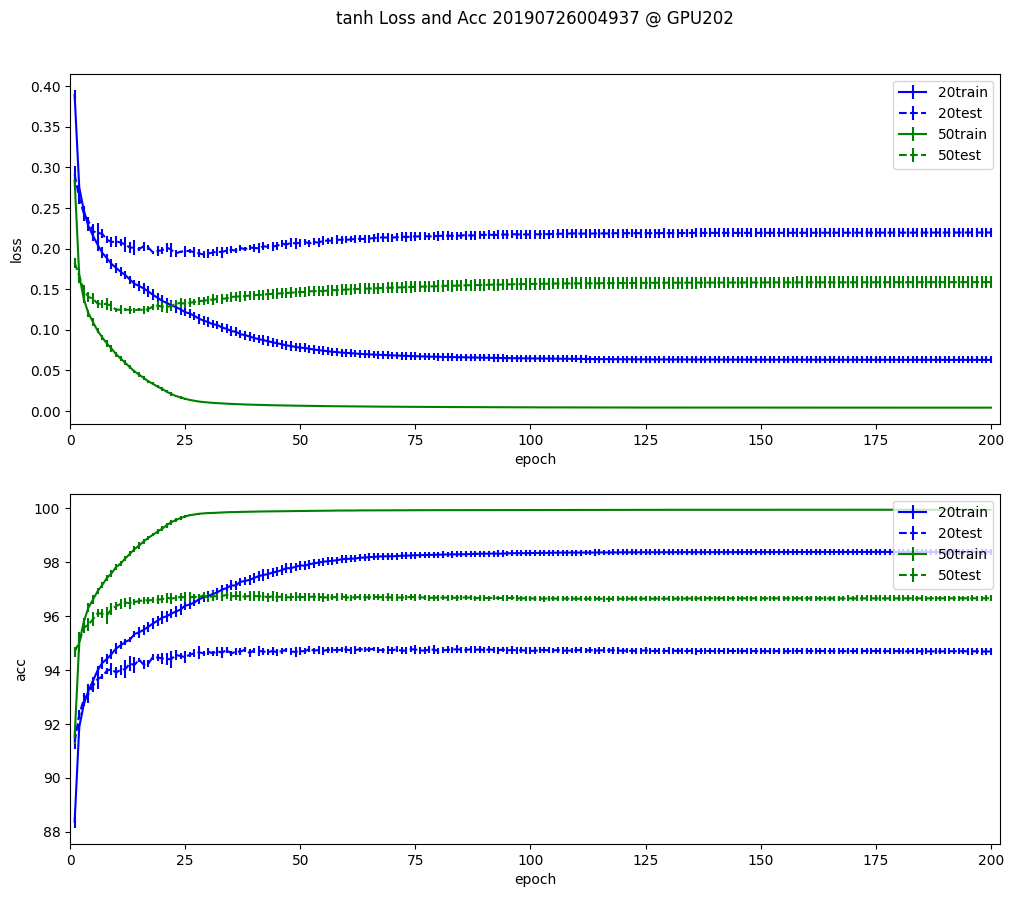 tanh Loss and Acc 20190726004937 @ GPU202
0.40
0.35
0.30
0.25
0.20
0.15
0.10
0.05
0.00
loss
20train
20test
50train
50test
0 25 50 75 100 125 150 175 200
epoch
100
98
96
94
92
90
88
acc
20train
20test
50train
50test
0 25 50 75 100 125 150 175 200
epoch